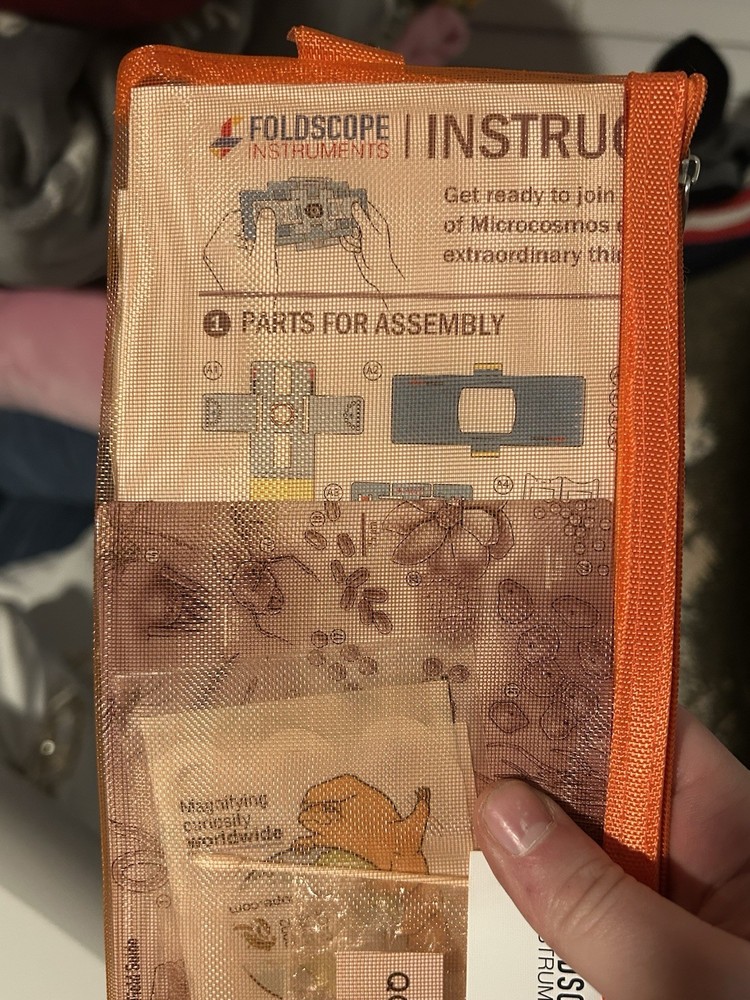 FOLDSCOPE
INSTRUMENTS
INSTRUC
Get ready to join
of Microcosmos
extraordinary thi
1 PARTS FOR ASSEMBLY
A1
A2
A3
A4
Magnifying
curiosity
worldwide